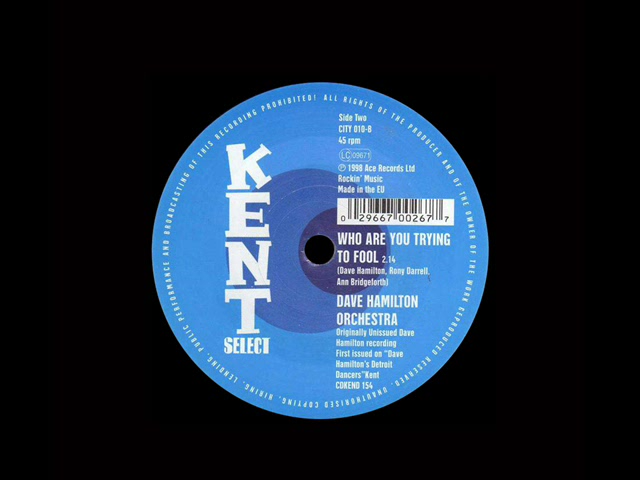 UNAUTHORISED COPYING, HIRING, LENDING, PUBLIC PERFORMANCE AND BROADCASTING OF THIS RECORDING PROHIBITED! ALL RIGHTS OF THE PRODUCER AND OF THE OWNER OF THE WORK REPRODUCED RESERVED.
KENT
SELECT
Side Two
CITY 010-B
45 rpm
LC 09671
℗ 1998 Ace Records Ltd
Rockin' Music
Made in the EU
0 29667 00267 7
WHO ARE YOU TRYING
TO FOOL 2.14
(Dave Hamilton, Rony Darrell,
Ann Bridgeforth)
DAVE HAMILTON
ORCHESTRA
Originally Unissued Dave
Hamilton recording
First issued on "Dave
Hamilton's Detroit
Dancers" Kent
CDKEND 154